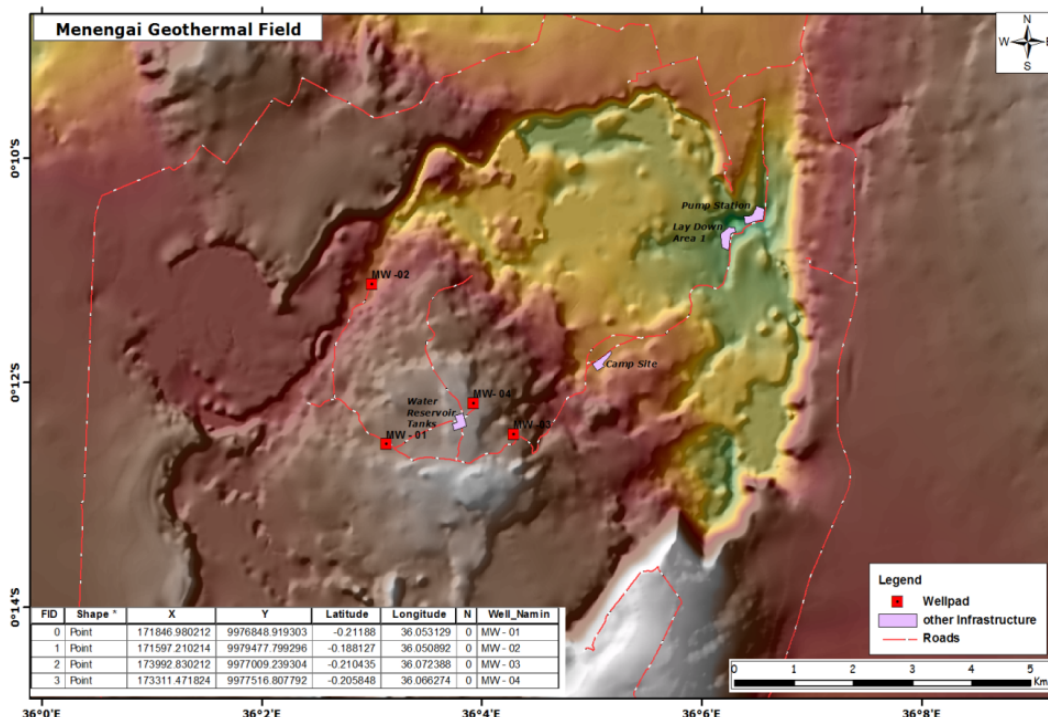 Menengai Geothermal Field
N
W E
S
0°10'S
0°12'S
0°14'S
Pump Station
Lay Down
Area 1
MW -02
Camp Site
Water
Reservoir
Tanks
MW- 04
MW -03
MW - 01
FID Shape * X Y Latitude Longitude N Well_Namin
0 Point 171846.980212 9976848.919303 -0.21188 36.053129 0 MW - 01
1 Point 171597.210214 9979477.799296 -0.188127 36.050892 0 MW - 02
2 Point 173992.830212 9977009.239304 -0.210435 36.072388 0 MW - 03
3 Point 173311.471824 9977516.807792 -0.205848 36.066274 0 MW - 04
Legend
Wellpad
other Infrastructure
Roads
0 1 2 3 4 5
Km
36°0'E 36°2'E 36°4'E 36°6'E 36°8'E